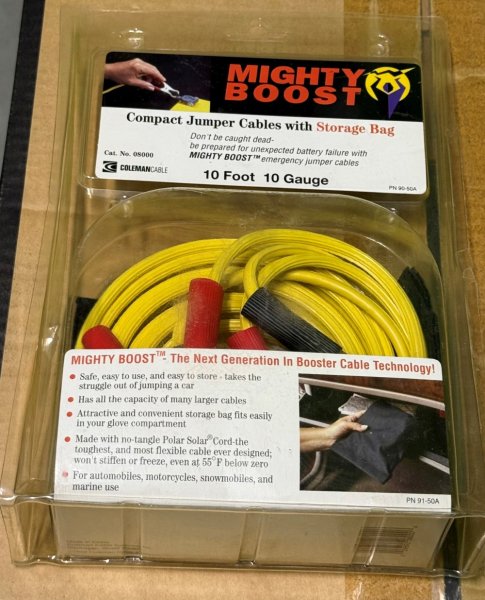 MIGHTY
BOOST
Compact Jumper Cables with Storage Bag
Don't be caught dead-
be prepared for unexpected battery failure with
MIGHTY BOOST™ emergency jumper cables
Cat. No. 08000
COLEMANCABLE
10 Foot 10 Gauge
PN 90-50A
MIGHTY BOOST™- The Next Generation In Booster Cable Technology!
• Safe, easy to use, and easy to store - takes the
struggle out of jumping a car
• Has all the capacity of many larger cables
• Attractive and convenient storage bag fits easily
in your glove compartment
• Made with no-tangle Polar Solar® Cord-the
toughest, and most flexible cable ever designed;
won't stiffen or freeze, even at 55°F below zero
• For automobiles, motorcycles, snowmobiles, and
marine use
PN 91-50A